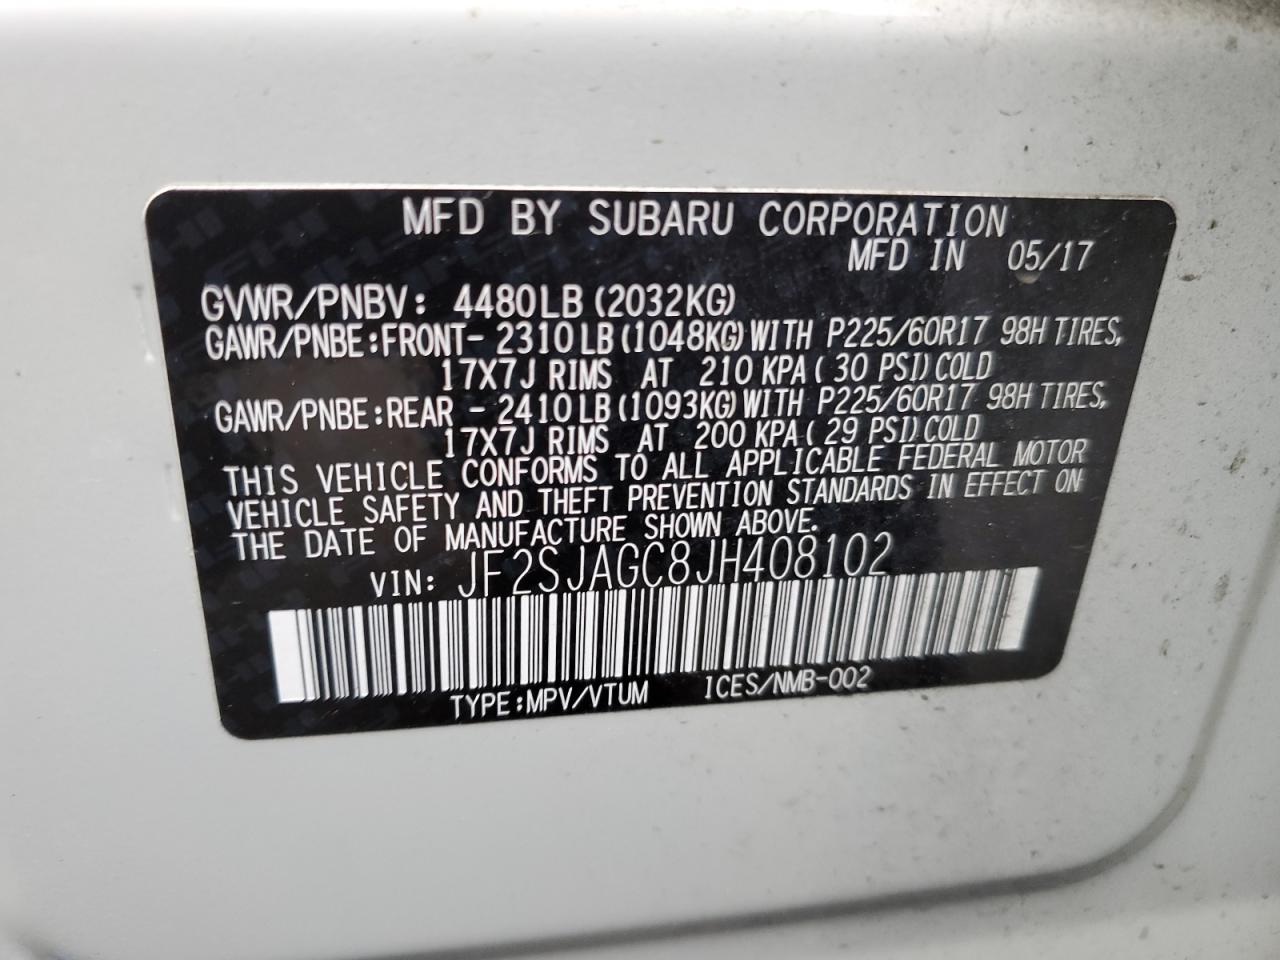 MFD BY SUBARU CORPORATION
MFD IN 05/17
GVWR/PNBV: 4480LB(2032KG)
GAWR/PNBE:FRONT- 2310LB(1048KG)WITH P225/60R17 98H TIRES,
17X7J RIMS AT 210 KPA( 30 PSI)COLD
GAWR/PNBE:REAR - 2410LB(1093KG)WITH P225/60R17 98H TIRES,
17X7J RIMS AT 200 KPA( 29 PSI)COLD
THIS VEHICLE CONFORMS TO ALL APPLICABLE FEDERAL MOTOR
VEHICLE SAFETY AND THEFT PREVENTION STANDARDS IN EFFECT ON
THE DATE OF MANUFACTURE SHOWN ABOVE.
VIN: JF2SJAGC8JH408102
TYPE:MPV/VTUM ICES/NMB-002